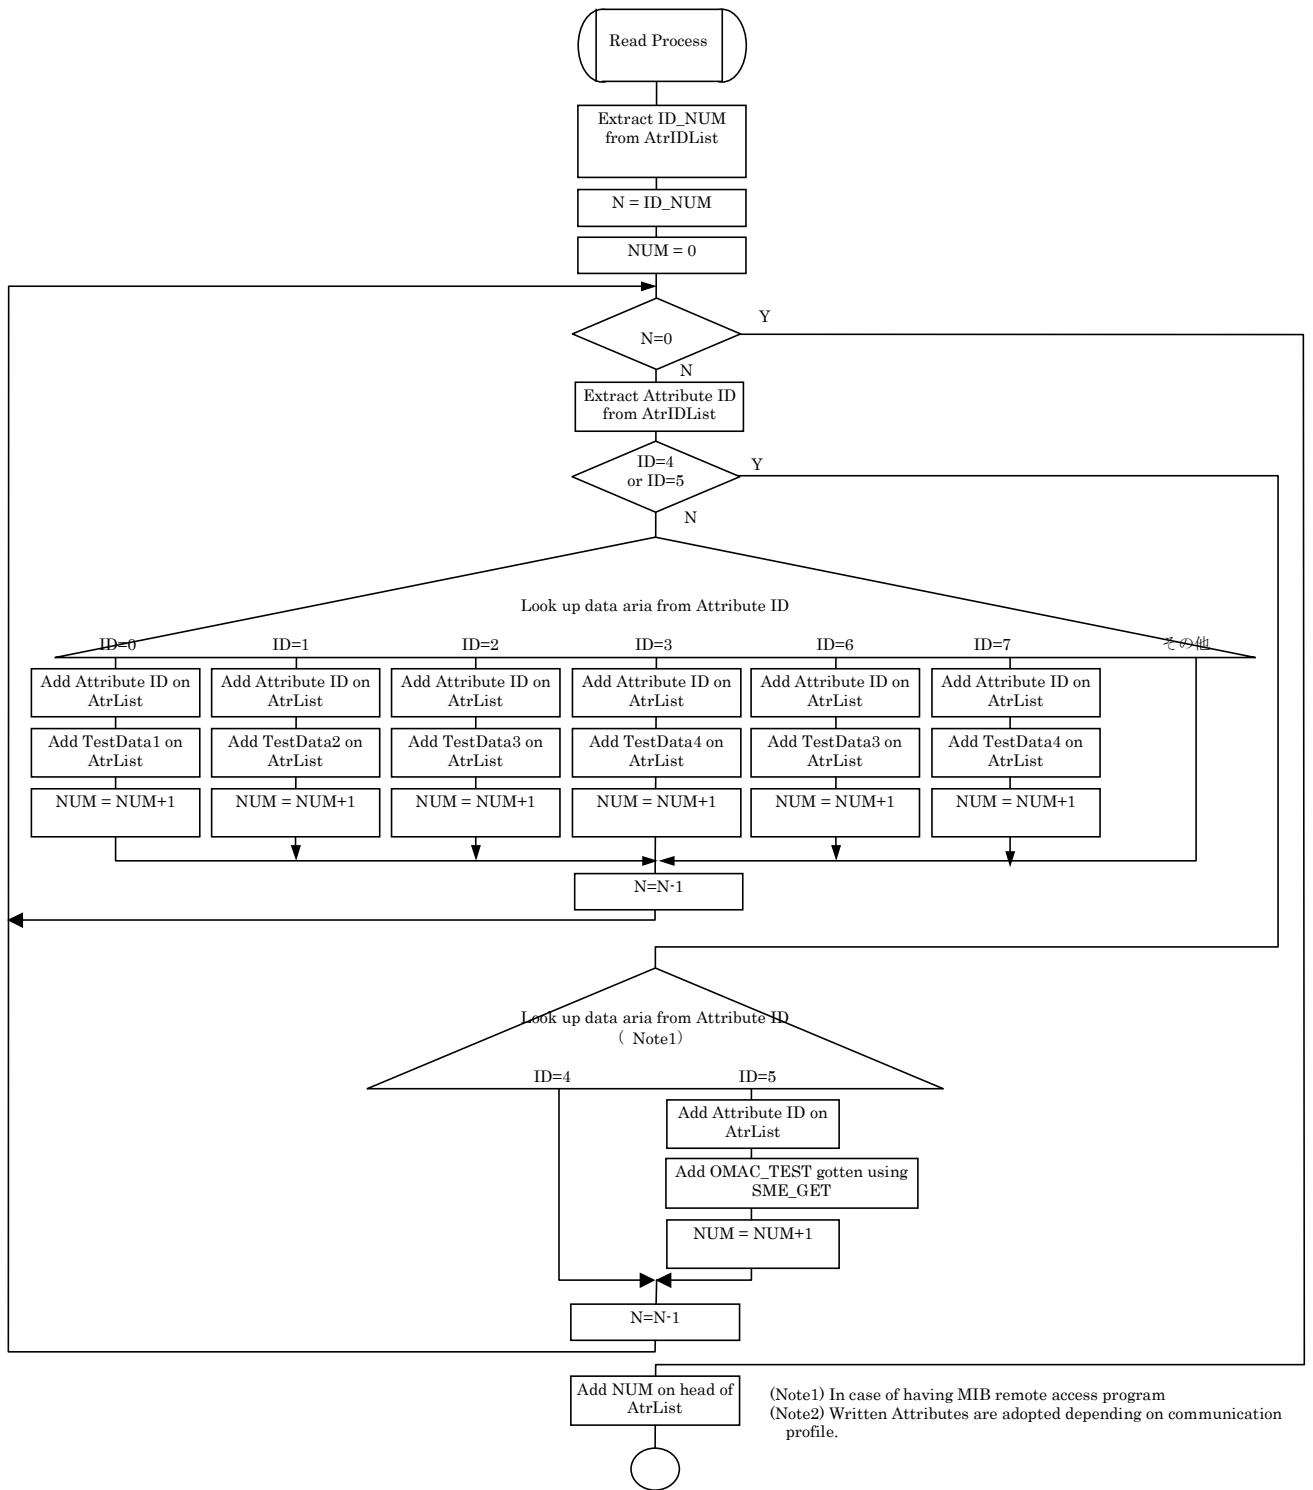 Read Process
Extract ID_NUM
from AtrIDList
N = ID_NUM
NUM = 0
N=0
Y
N
Extract Attribute ID
from AtrIDList
ID=4
or ID=5
Y
N
Look up data aria from Attribute ID
ID=0
ID=1
ID=2
ID=3
ID=6
ID=7
その他
Add Attribute ID on
AtrList
Add Attribute ID on
AtrList
Add Attribute ID on
AtrList
Add Attribute ID on
AtrList
Add Attribute ID on
AtrList
Add Attribute ID on
AtrList
Add TestData1 on
AtrList
Add TestData2 on
AtrList
Add TestData3 on
AtrList
Add TestData4 on
AtrList
Add TestData3 on
AtrList
Add TestData4 on
AtrList
NUM = NUM+1
NUM = NUM+1
NUM = NUM+1
NUM = NUM+1
NUM = NUM+1
NUM = NUM+1
N=N-1
Look up data aria from Attribute ID
( Note1)
ID=4
ID=5
Add Attribute ID on
AtrList
Add OMAC_TEST gotten using
SME_GET
NUM = NUM+1
N=N-1
Add NUM on head of
AtrList
(Note1) In case of having MIB remote access program
(Note2) Written Attributes are adopted depending on communication
profile.